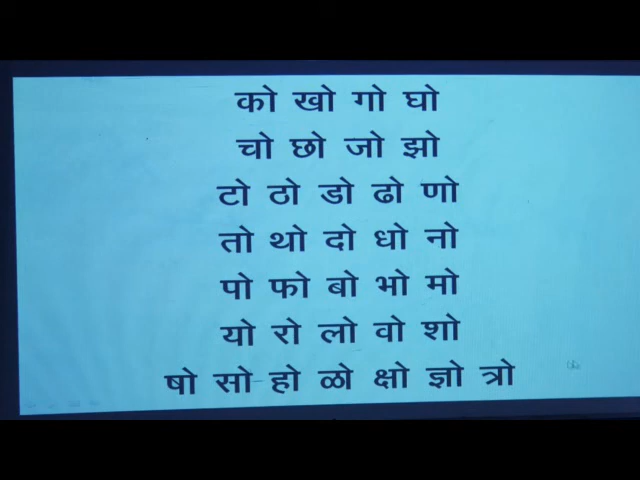 को खो गो घो
चो छो जो झो
टो ठो डो ढो णो
तो थो दो धो नो
पो फो बो भो मो
यो रो लो वो शो
षो सो हो ळो क्षो ज्ञो त्रो